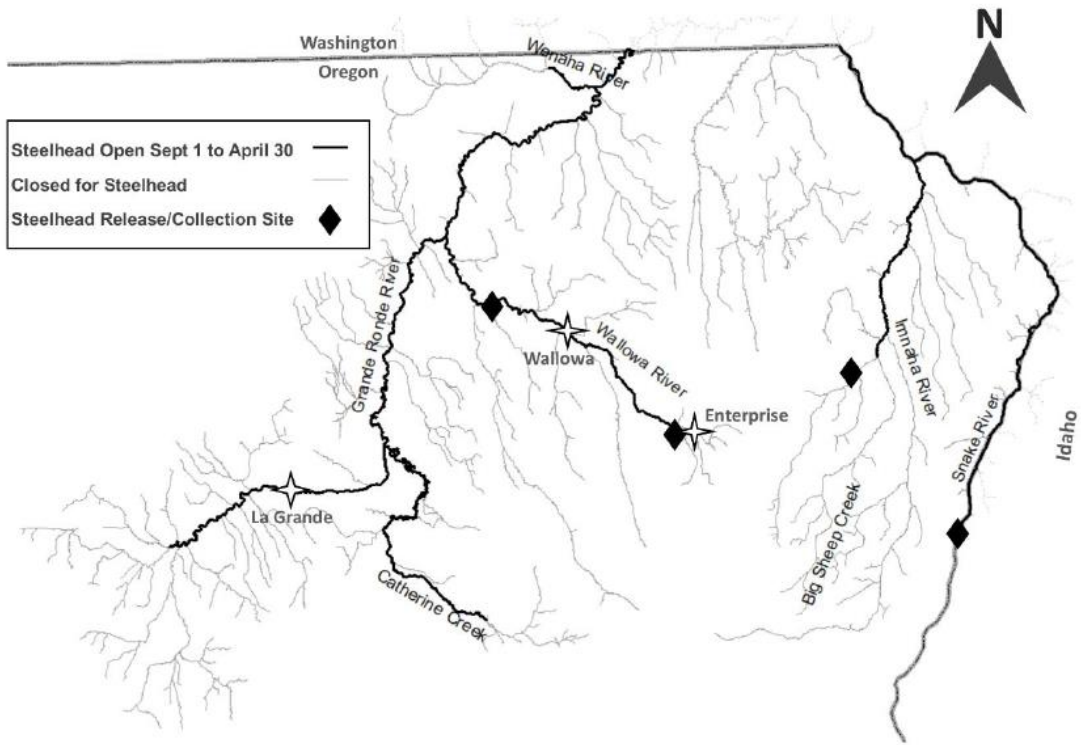 N
Washington
Oregon
Wenaha River
Steelhead Open Sept 1 to April 30
Closed for Steelhead
Steelhead Release/Collection Site
Grande Ronde River
Wallowa
Wallowa River
Enterprise
Imnaha River
Snake River
Idaho
La Grande
Big Sheep Creek
Catherine Creek